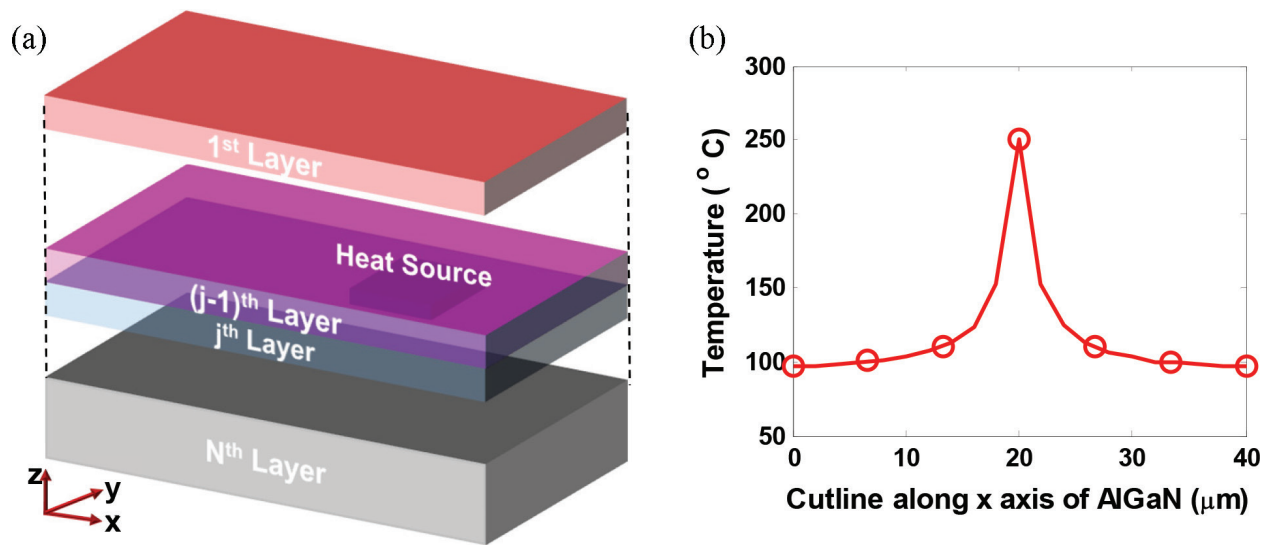 (a)
1st Layer
Heat Source
(j-1)th Layer
jth Layer
Nth Layer
z
y
x
(b)
300
250
200
150
100
50
0 10 20 30 40
Temperature ( ° C)
Cutline along x axis of AlGaN (μm)